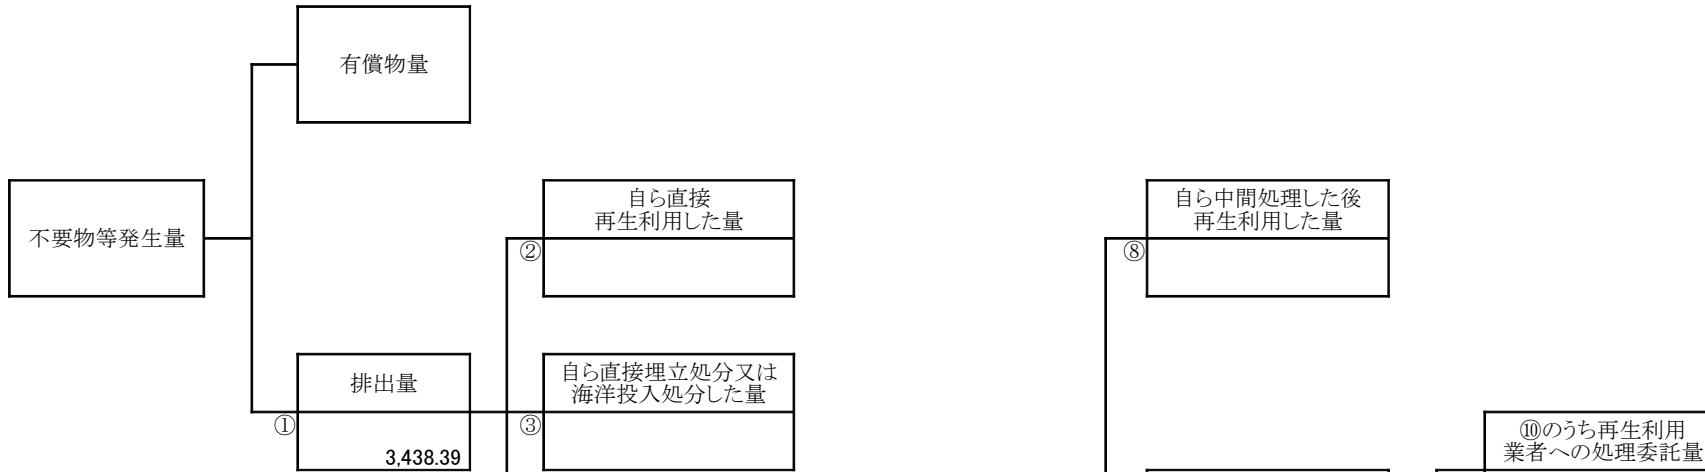 有償物量
不要物等発生量
自ら直接
再生利用した量
②
自ら中間処理した後
再生利用した量
⑧
排出量
①
3,438.39
自ら直接埋立処分又は
海洋投入処分した量
③
⑩のうち再生利用
業者への処理委託量